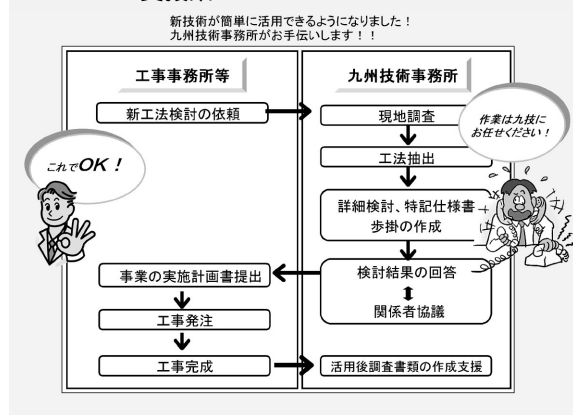 新技術が簡単に活用できるようになりました！
九州技術事務所がお手伝いします！！
工事事務所等
九州技術事務所
新工法検討の依頼
現地調査
作業は九技に
お任せください！
これでOK！
工法抽出
詳細検討、特記仕様書
歩掛の作成
事業の実施計画書提出
検討結果の回答
関係者協議
工事発注
工事完成
活用後調査書類の作成支援